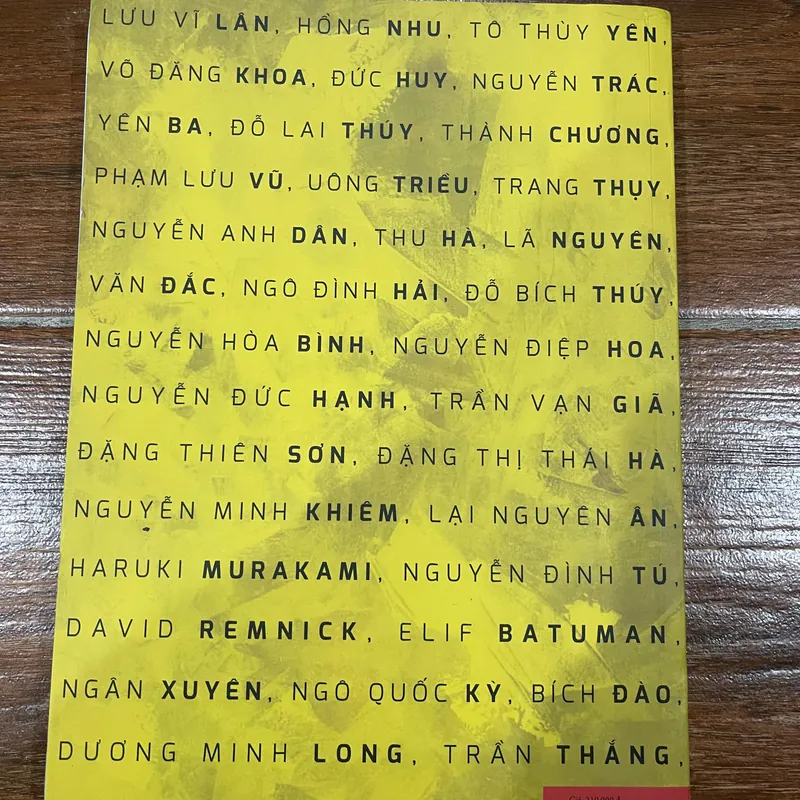 LƯU VĨ LÂN, HỒNG NHU, TÔ THÙY YÊN,
VÕ ĐĂNG KHOA, ĐỨC HUY, NGUYỄN TRÁC,
YÊN BA, ĐỖ LAI THÚY, THÀNH CHƯƠNG,
PHẠM LƯU VŨ, UÔNG TRIỀU, TRANG THỤY,
NGUYỄN ANH DÂN, THU HÀ, LÃ NGUYÊN,
VĂN ĐẮC, NGÔ ĐÌNH HẢI, ĐỖ BÍCH THÚY,
NGUYỄN HÒA BÌNH, NGUYỄN ĐIỆP HOA,
NGUYỄN ĐỨC HẠNH, TRẦN VẠN GIÃ,
ĐẶNG THIÊN SƠN, ĐẶNG THỊ THÁI HÀ,
NGUYỄN MINH KHIÊM, LẠI NGUYÊN ÂN,
HARUKI MURAKAMI, NGUYỄN ĐÌNH TÚ,
DAVID REMNICK, ELIF BATUMAN,
NGÂN XUYÊN, NGÔ QUỐC KỲ, BÍCH ĐÀO,
DƯƠNG MINH LONG, TRẦN THẮNG,